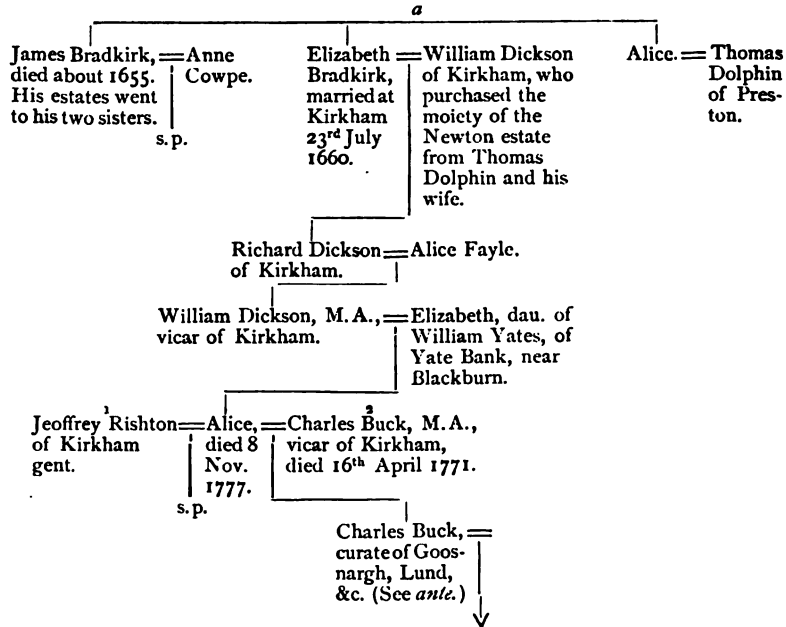 a
James Bradkirk, = Anne
died about 1655. Cowpe.
His estates went
to his two sisters.
s.p.
Elizabeth = William Dickson
Bradkirk, of Kirkham, who
married at purchased the
Kirkham moiety of the
23rd July Newton estate
1660. from Thomas
Dolphin and his
wife.
Alice. = Thomas
Dolphin
of Pres-
ton.
Richard Dickson = Alice Fayle.
of Kirkham.
William Dickson, M.A., = Elizabeth, dau. of
vicar of Kirkham. William Yates, of
Yate Bank, near
Blackburn.
1 2
Jeoffrey Rishton = Alice, = Charles Buck, M.A.,
of Kirkham died 8 vicar of Kirkham,
gent. Nov. died 16th April 1771.
1777.
s.p.
Charles Buck, =
curate of Goos-
nargh, Lund,
&c. (See ante.)